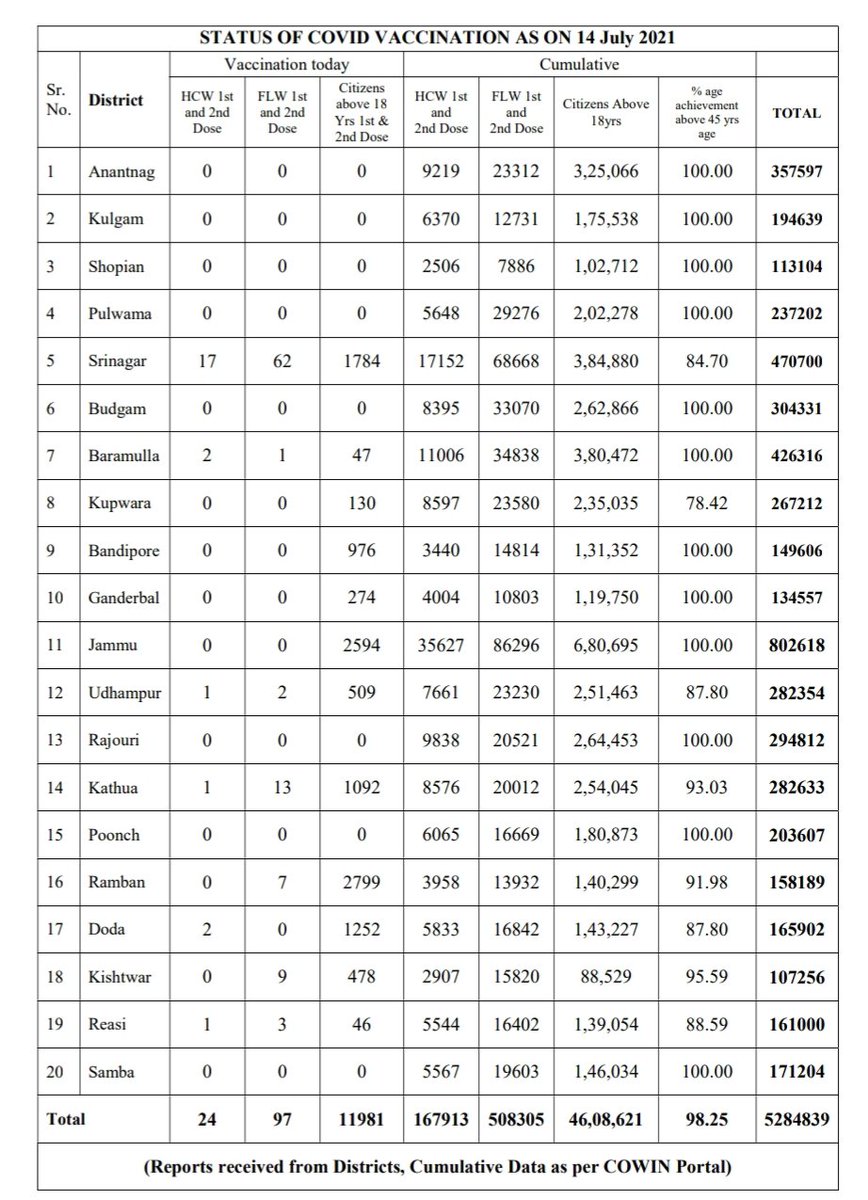 STATUS OF COVID VACCINATION AS ON 14 July 2021
Sr. No. District Vaccination today Cumulative
HCW 1st and 2nd Dose FLW 1st and 2nd Dose Citizens above 18 Yrs 1st & 2nd Dose HCW 1st and 2nd Dose FLW 1st and 2nd Dose Citizens Above 18yrs % age achievement above 45 yrs age TOTAL
1 Anantnag 0 0 0 9219 23312 3,25,066 100.00 357597
2 Kulgam 0 0 0 6370 12731 1,75,538 100.00 194639
3 Shopian 0 0 0 2506 7886 1,02,712 100.00 113104
4 Pulwama 0 0 0 5648 29276 2,02,278 100.00 237202
5 Srinagar 17 62 1784 17152 68668 3,84,880 84.70 470700
6 Budgam 0 0 0 8395 33070 2,62,866 100.00 304331
7 Baramulla 2 1 47 11006 34838 3,80,472 100.00 426316
8 Kupwara 0 0 130 8597 23580 2,35,035 78.42 267212
9 Bandipore 0 0 976 3440 14814 1,31,352 100.00 149606
10 Ganderbal 0 0 274 4004 10803 1,19,750 100.00 134557
11 Jammu 0 0 2594 35627 86296 6,80,695 100.00 802618
12 Udhampur 1 2 509 7661 23230 2,51,463 87.80 282354
13 Rajouri 0 0 0 9838 20521 2,64,453 100.00 294812
14 Kathua 1 13 1092 8576 20012 2,54,045 93.03 282633
15 Poonch 0 0 0 6065 16669 1,80,873 100.00 203607
16 Ramban 0 7 2799 3958 13932 1,40,299 91.98 158189
17 Doda 2 0 1252 5833 16842 1,43,227 87.80 165902
18 Kishtwar 0 9 478 2907 15820 88,529 95.59 107256
19 Reasi 1 3 46 5544 16402 1,39,054 88.59 161000
20 Samba 0 0 0 5567 19603 1,46,034 100.00 171204
Total 24 97 11981 167913 508305 46,08,621 98.25 5284839
(Reports received from Districts, Cumulative Data as per COWIN Portal)